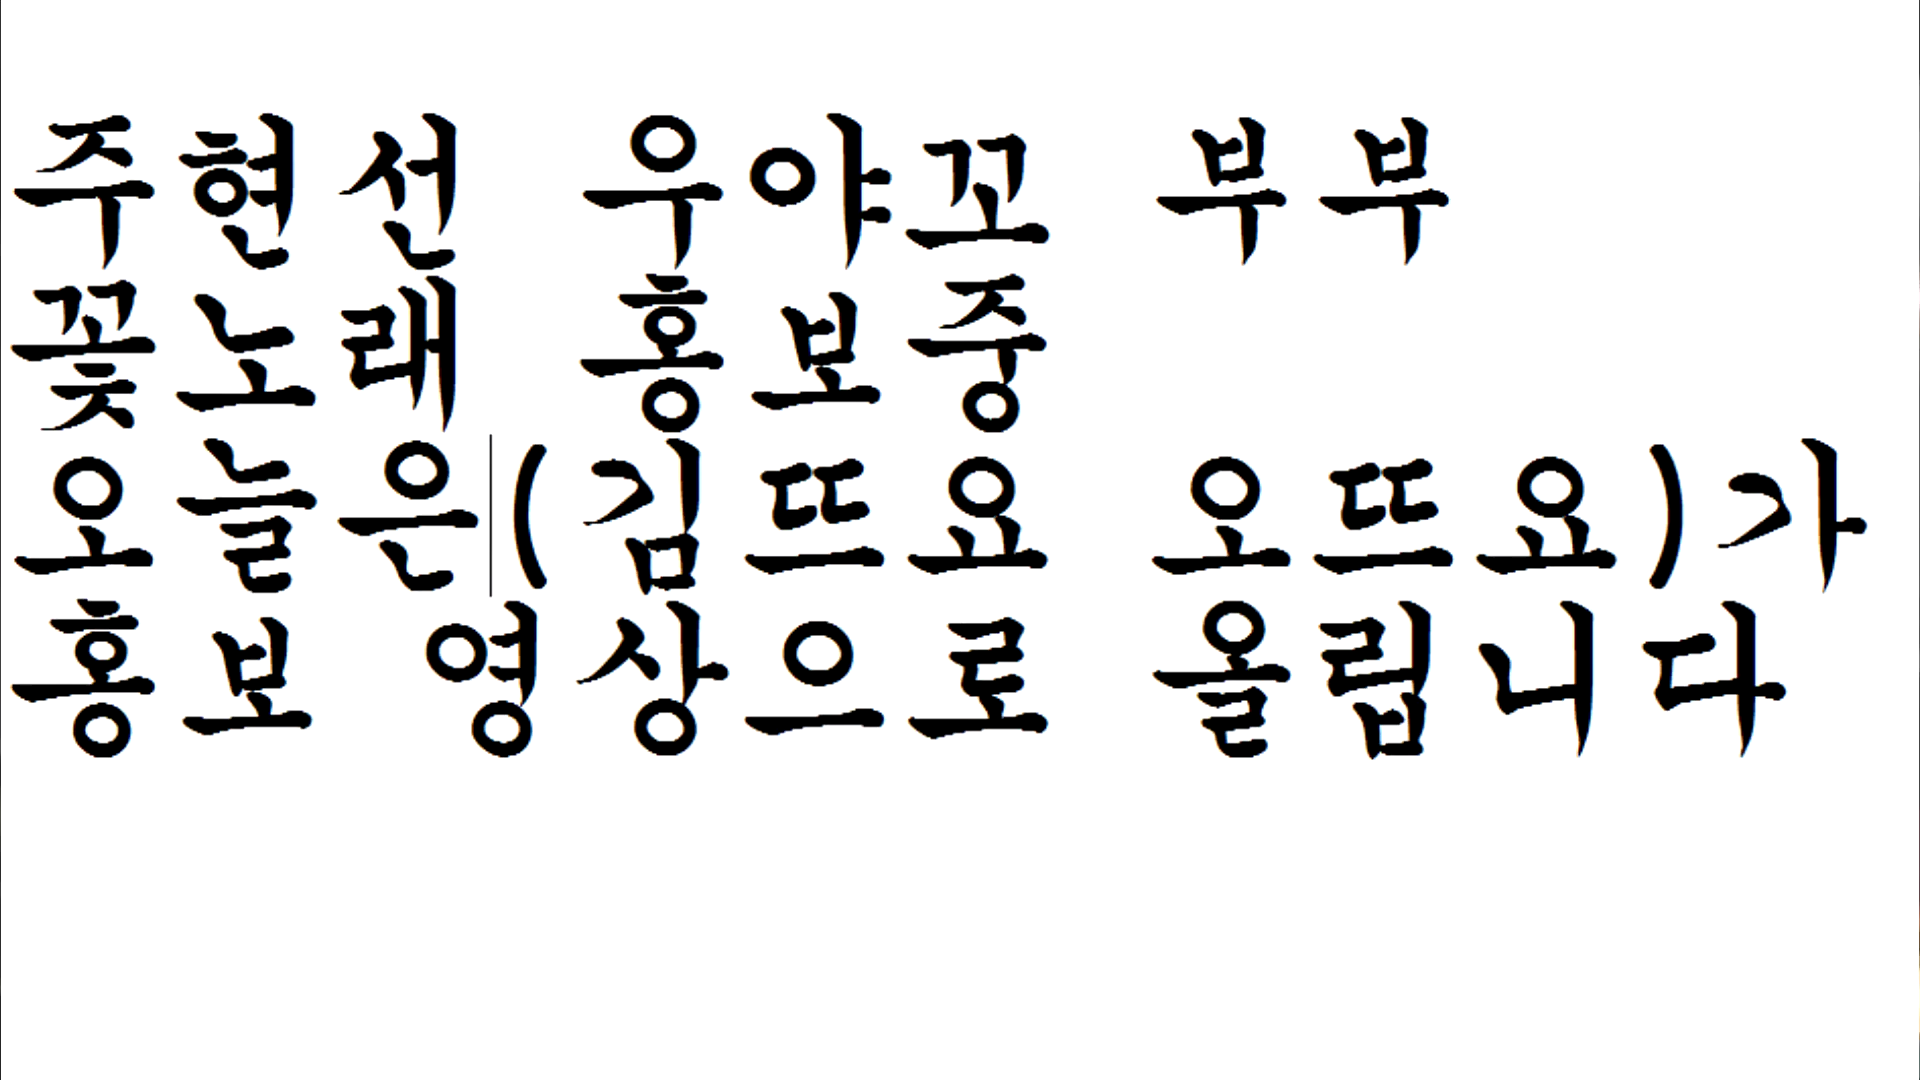 주현선 우야꼬 부부
꽃노래 홍보중
오늘은(김뜨요 오뜨요)가
홍보 영상으로 올립니다